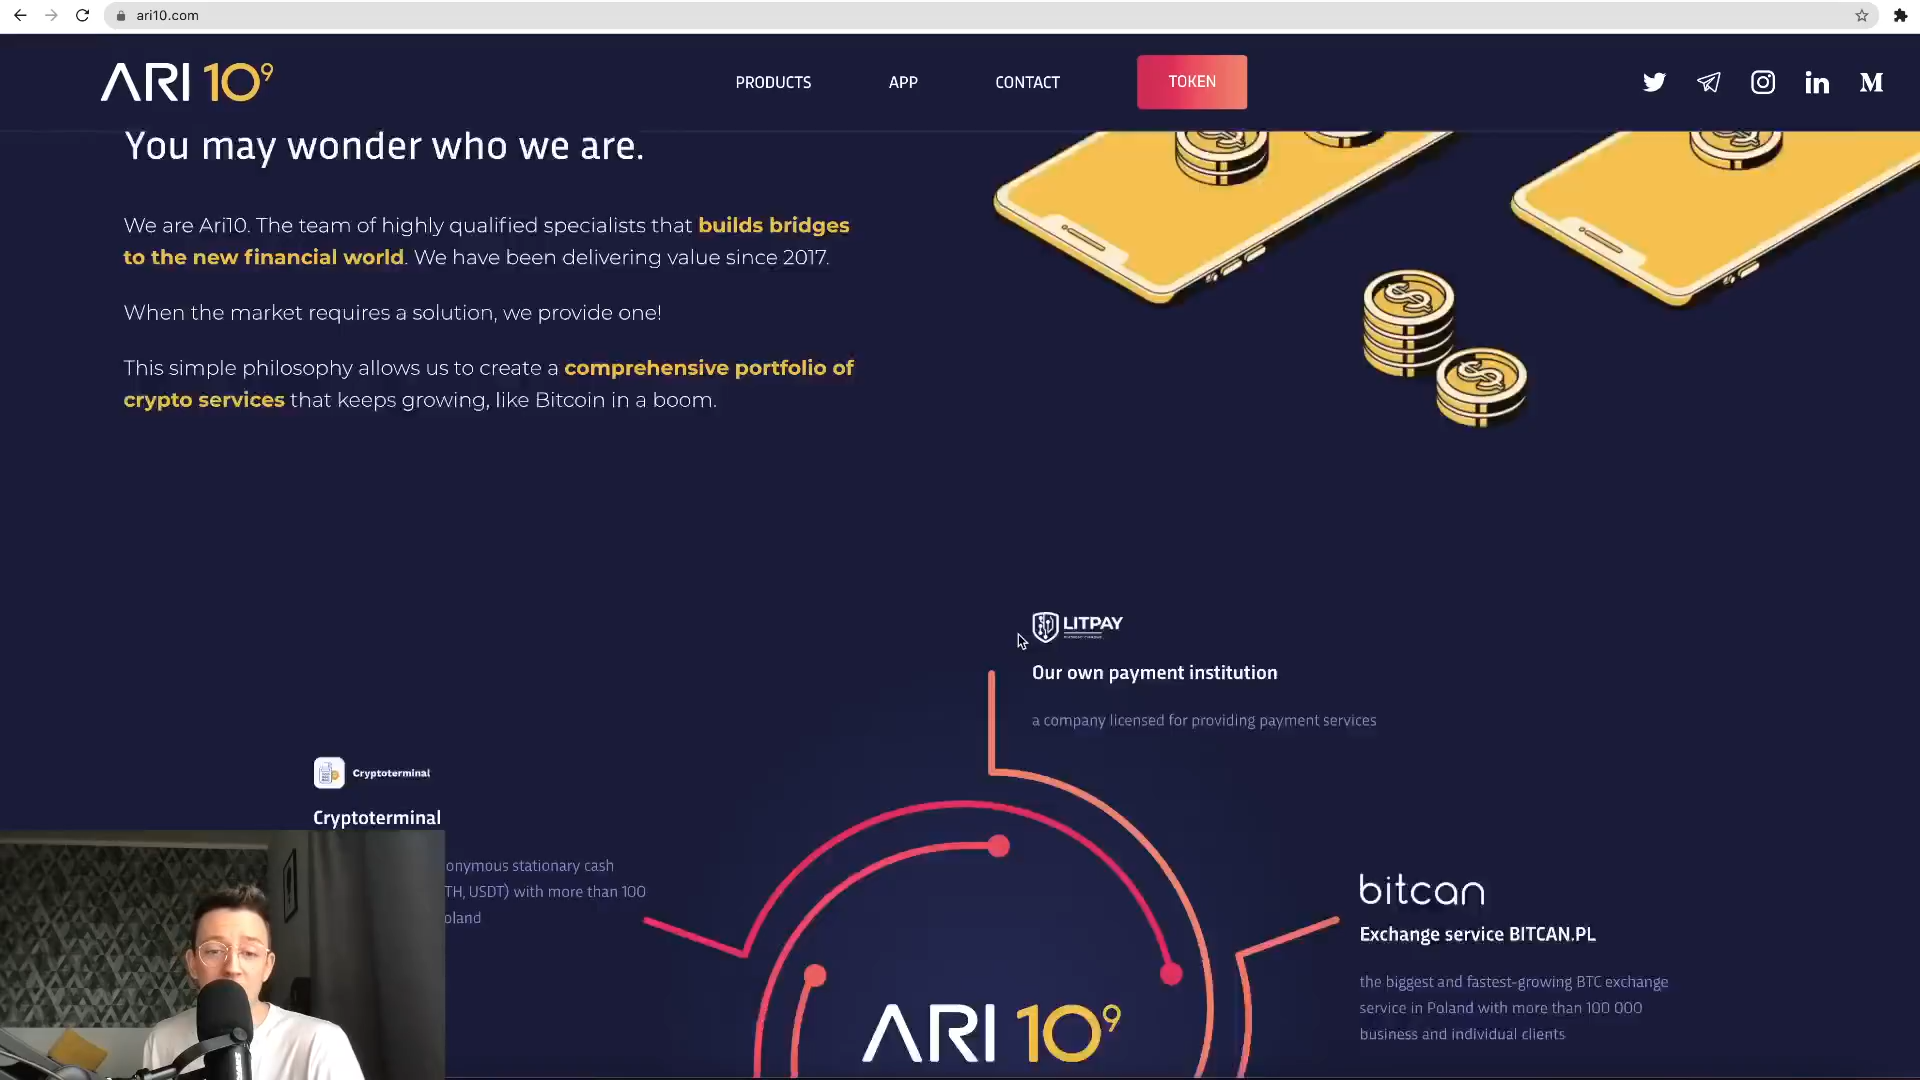 ari10.com
ARI 10⁹
PRODUCTS
APP
CONTACT
TOKEN
You may wonder who we are.
We are Ari10. The team of highly qualified specialists that builds bridges
to the new financial world. We have been delivering value since 2017.
When the market requires a solution, we provide one!
This simple philosophy allows us to create a comprehensive portfolio of
crypto services that keeps growing, like Bitcoin in a boom.
LITPAY
Our own payment institution
a company licensed for providing payment services
Cryptoterminal
Cryptoterminal
onymous stationary cash
TH, USDT) with more than 100
oland
bitcan
Exchange service BITCAN.PL
the biggest and fastest-growing BTC exchange
service in Poland with more than 100 000
business and individual clients
ARI 10⁹